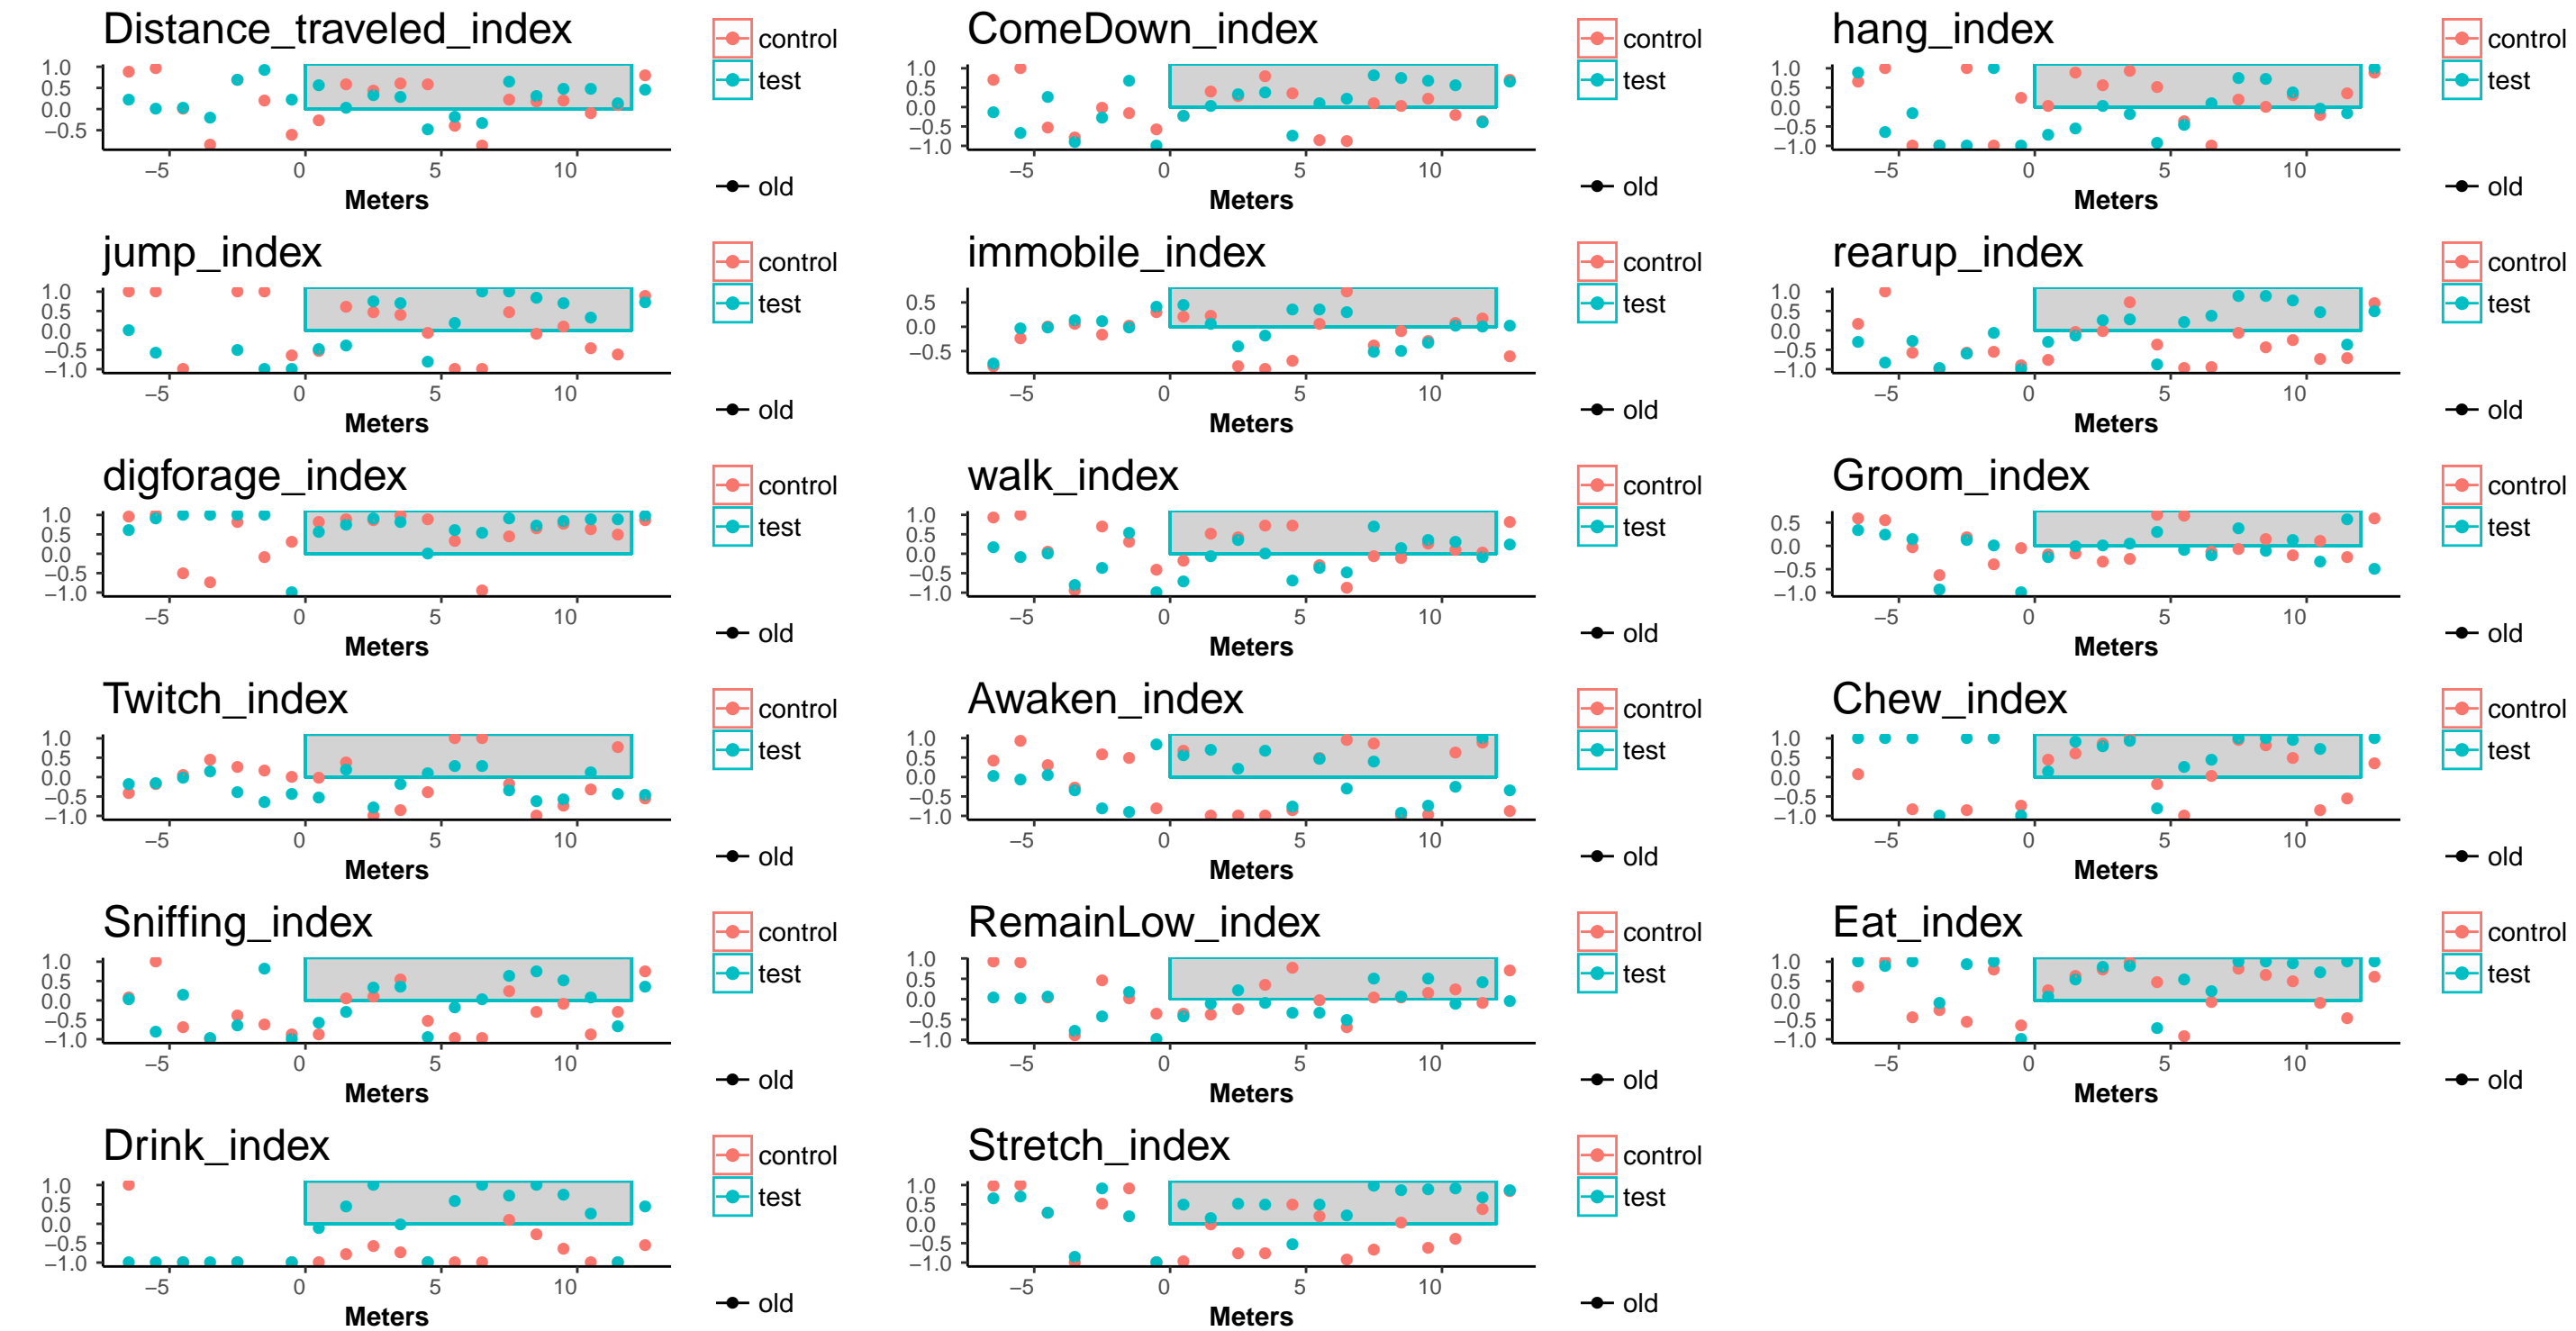 Distance_traveled_index
1.0
0.5
0.0
−0.5
−5 0 5 10
Meters
control
test
old
ComeDown_index
1.0
0.5
0.0
−0.5
−1.0
−5 0 5 10
Meters
control
test
old
hang_index
1.0
0.5
0.0
−0.5
−1.0
−5 0 5 10
Meters
control
test
old
jump_index
1.0
0.5
0.0
−0.5
−1.0
−5 0 5 10
Meters
control
test
old
immobile_index
0.5
0.0
−0.5
−5 0 5 10
Meters
control
test
old
rearup_index
1.0
0.5
0.0
−0.5
−1.0
−5 0 5 10
Meters
control
test
old
digforage_index
1.0
0.5
0.0
−0.5
−1.0
−5 0 5 10
Meters
control
test
old
walk_index
1.0
0.5
0.0
−0.5
−1.0
−5 0 5 10
Meters
control
test
old
Groom_index
0.5
0.0
−0.5
−1.0
−5 0 5 10
Meters
control
test
old
Twitch_index
1.0
0.5
0.0
−0.5
−1.0
−5 0 5 10
Meters
control
test
old
Awaken_index
1.0
0.5
0.0
−0.5
−1.0
−5 0 5 10
Meters
control
test
old
Chew_index
1.0
0.5
0.0
−0.5
−1.0
−5 0 5 10
Meters
control
test
old
Sniffing_index
1.0
0.5
0.0
−0.5
−1.0
−5 0 5 10
Meters
control
test
old
RemainLow_index
1.0
0.5
0.0
−0.5
−1.0
−5 0 5 10
Meters
control
test
old
Eat_index
1.0
0.5
0.0
−0.5
−1.0
−5 0 5 10
Meters
control
test
old
Drink_index
1.0
0.5
0.0
−0.5
−1.0
−5 0 5 10
Meters
control
test
old
Stretch_index
1.0
0.5
0.0
−0.5
−1.0
−5 0 5 10
Meters
control
test
old